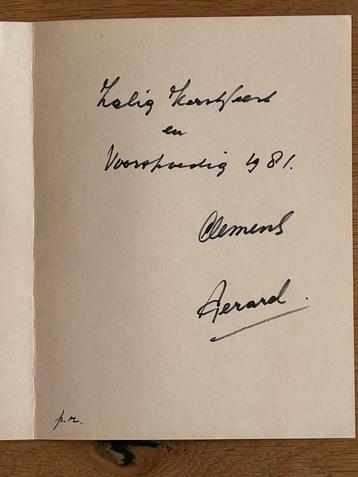 Zalig Kerstfeest
en
Voorspoedig 1981.
Clemens
Gerard.
p.m.